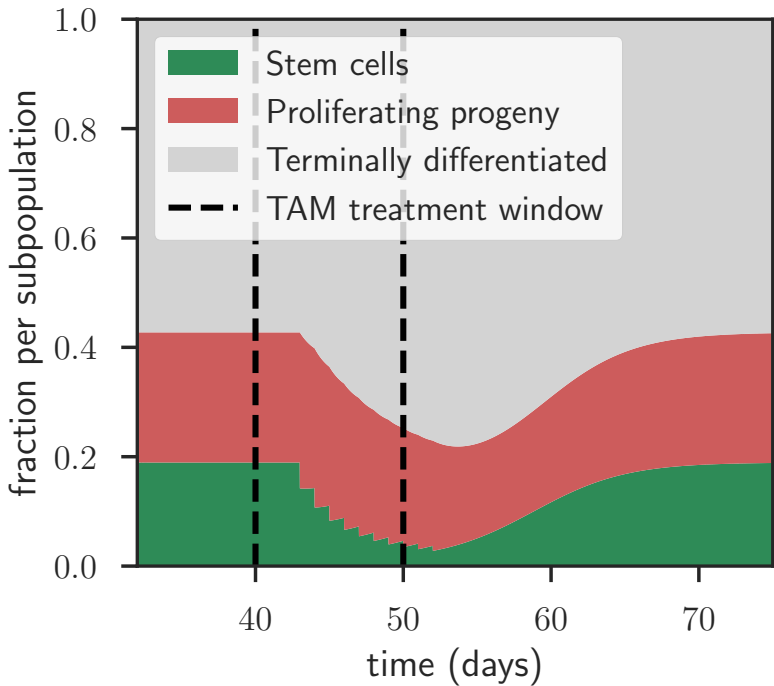 1.0
0.8
0.6
0.4
0.2
0.0
fraction per subpopulation
Stem cells
Proliferating progeny
Terminally differentiated
TAM treatment window
40
50
60
70
time (days)